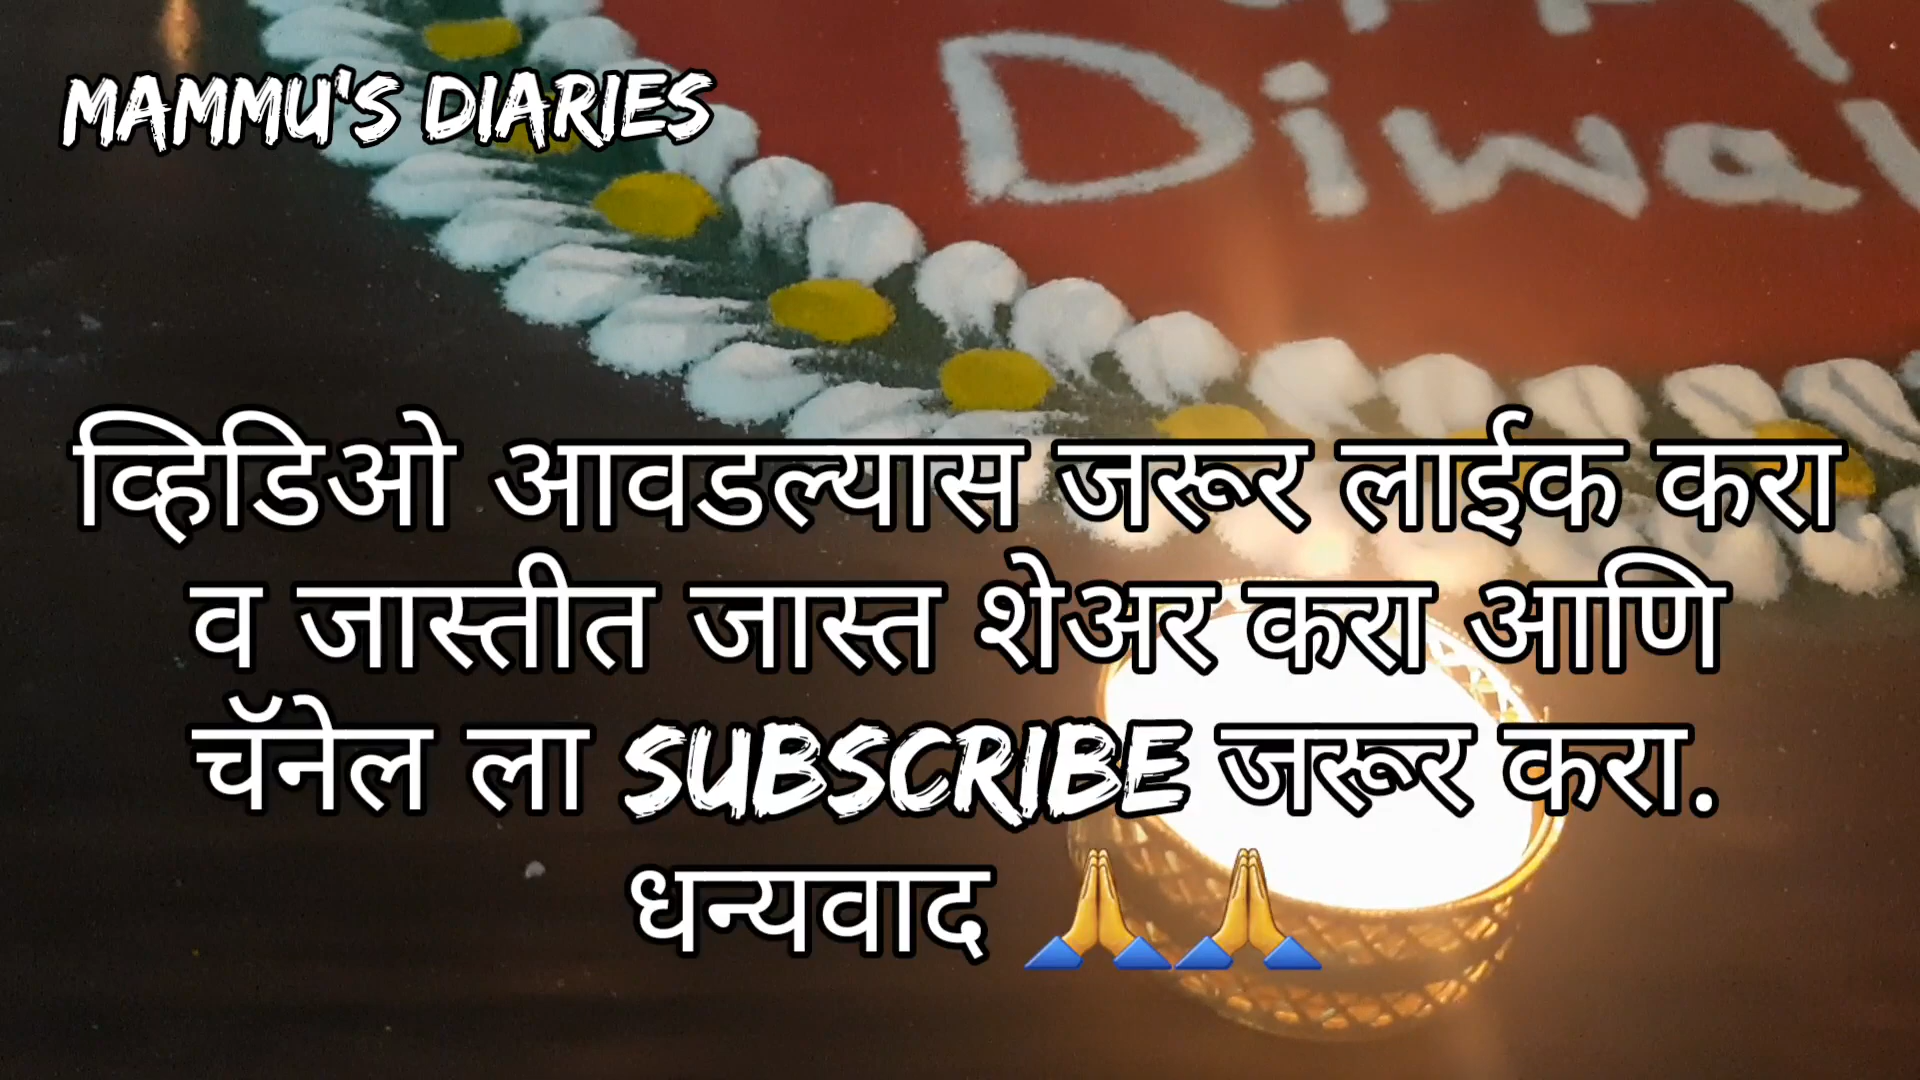 MAMMU'S DIARIES
Diwal
व्हिडिओ आवडल्यास जरूर लाईक करा
व जास्तीत जास्त शेअर करा आणि
चॅनेल ला SUBSCRIBE जरूर करा.
धन्यवाद 🙏🙏